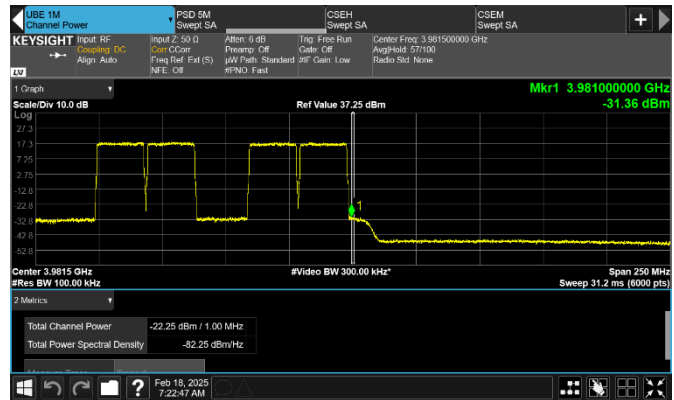 UBE 1M
Channel Power
PSD 5M
Swept SA
CSEH
Swept SA
CSEM
Swept SA
KEYSIGHT
Input: RF
Coupling: DC
Align: Auto
Input Z: 50 Ω
Corr CCorr
Freq Ref: Ext (S)
NFE: Off
Atten: 6 dB
Preamp: Off
µW Path: Standard
#PNO: Fast
Trig: Free Run
Gate: Off
#IF Gain: Low
Center Freq: 3.981500000 GHz
Avg|Hold: 57/100
Radio Std: None
LXI
1 Graph
Mkr1 3.981000000 GHz
Scale/Div 10.0 dB
Ref Value 37.25 dBm
-31.36 dBm
Log
27.3
17.3
7.25
-2.75
-12.8
-22.8
-32.8
-42.8
-52.8
1
Center 3.9815 GHz
#Video BW 300.00 kHz*
Span 250 MHz
#Res BW 100.00 kHz
Sweep 31.2 ms (6000 pts)
2 Metrics
Total Channel Power -22.25 dBm / 1.00 MHz
Total Power Spectral Density -82.25 dBm/Hz
Feb 18, 2025
7:22:47 AM